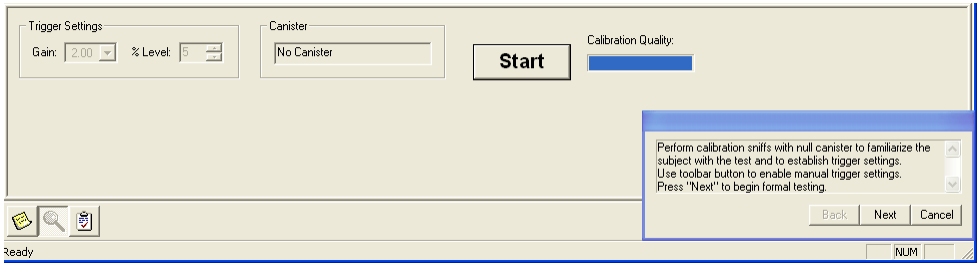 Trigger Settings
Gain: 2.00 % Level: 5
Canister
No Canister
Start
Calibration Quality:
Perform calibration sniffs with null canister to familiarize the
subject with the test and to establish trigger settings.
Use toolbar button to enable manual trigger settings.
Press "Next" to begin formal testing.
Back Next Cancel
Ready
NUM